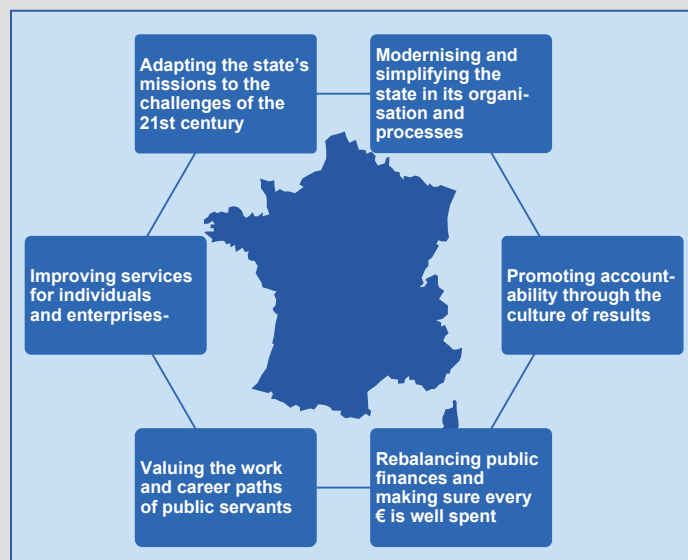 Adapting the state's
missions to the
challenges of the
21st century
Modernising and
simplifying the
state in its organi-
sation and
processes
Improving services
for individuals
and enterprises-
Promoting account-
ability through the
culture of results
Valuing the work
and career paths
of public servants
Rebalancing public
finances and
making sure every
€ is well spent